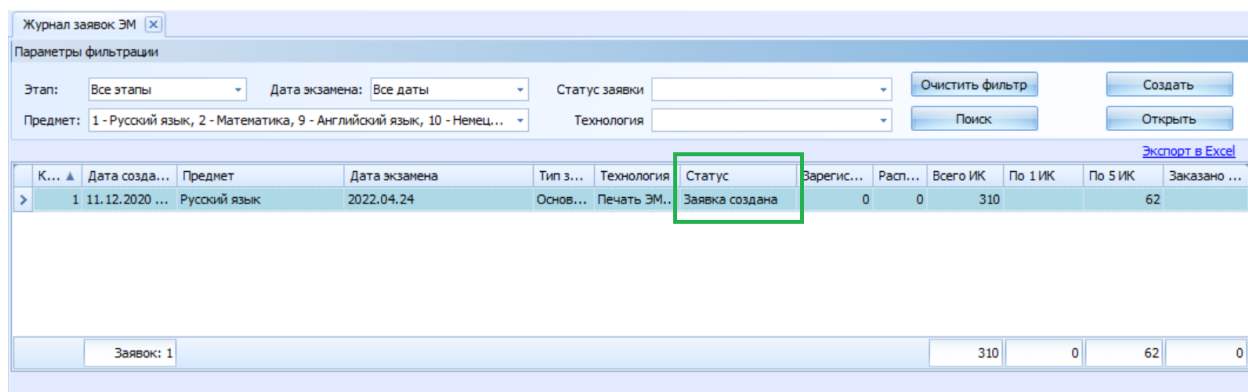 Журнал заявок ЭМ
Параметры фильтрации
Этап: Все этапы Дата экзамена: Все даты Статус заявки Очистить фильтр Создать
Предмет: 1 - Русский язык, 2 - Математика, 9 - Английский язык, 10 - Немец... Технология Поиск Открыть
Экспорт в Excel
К... Дата созда... Предмет Дата экзамена Тип з... Технология Статус Зарегис... Расп... Всего ИК По 1 ИК По 5 ИК Заказано ...
1 11.12.2020 ... Русский язык 2022.04.24 Основ... Печать ЭМ... Заявка создана 0 0 310 62
Заявок: 1 310 0 62 0